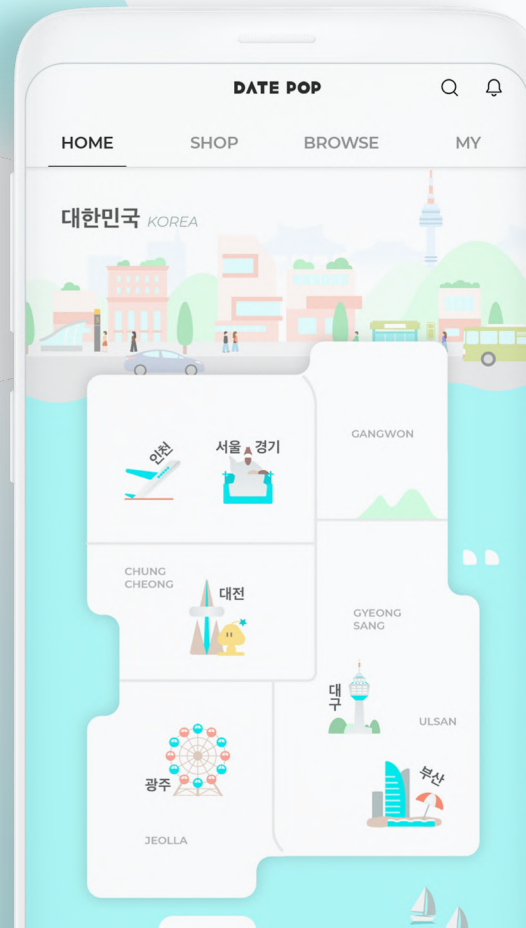 DATE POP
HOME SHOP BROWSE MY
대한민국 KOREA
GANGWON
인천
서울 경기
CHUNG
CHEONG
대전
GYEONG
SANG
대구
ULSAN
부산
광주
JEOLLA